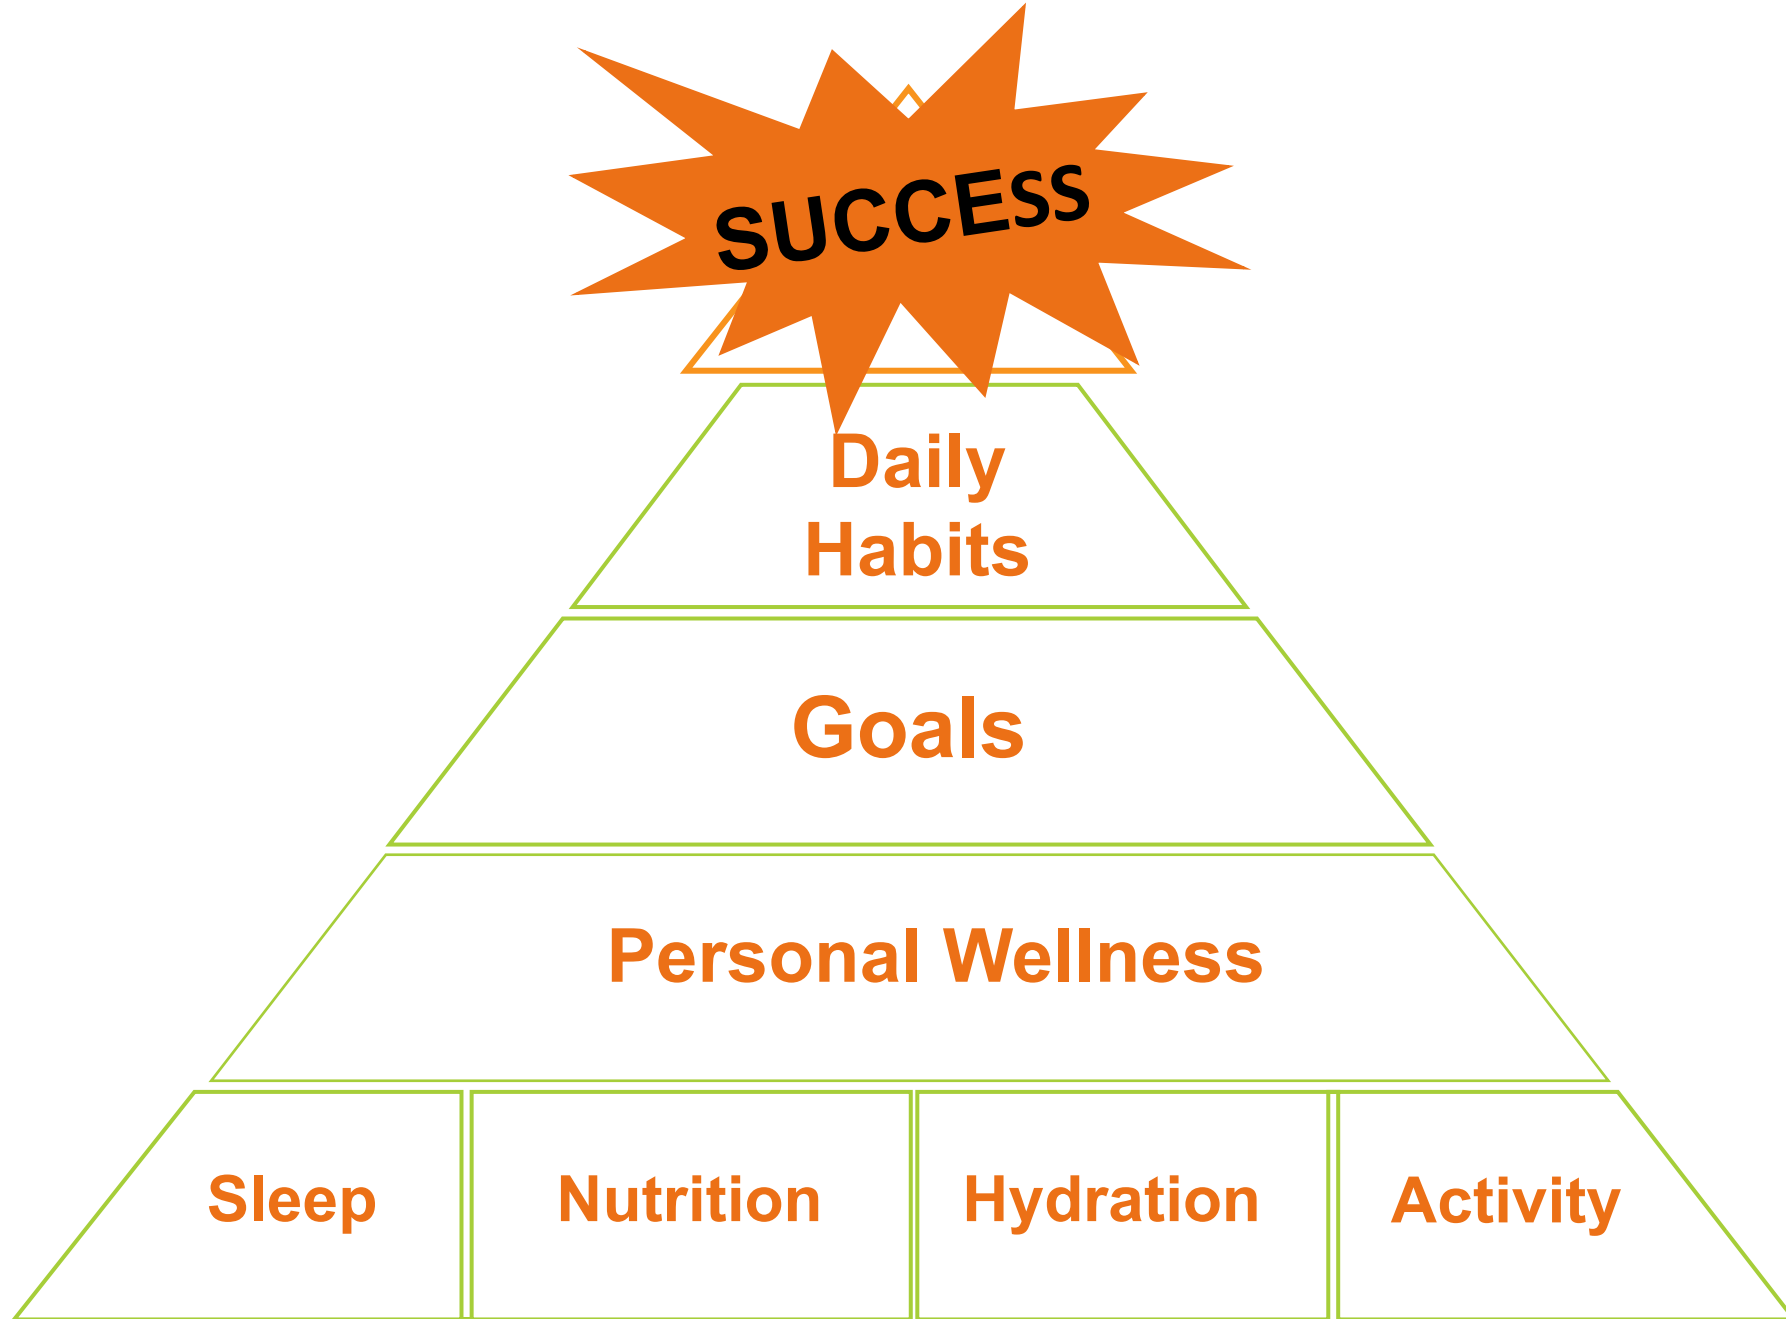 SUCCESS
Daily
Habits
Goals
Personal Wellness
Sleep Nutrition Hydration Activity